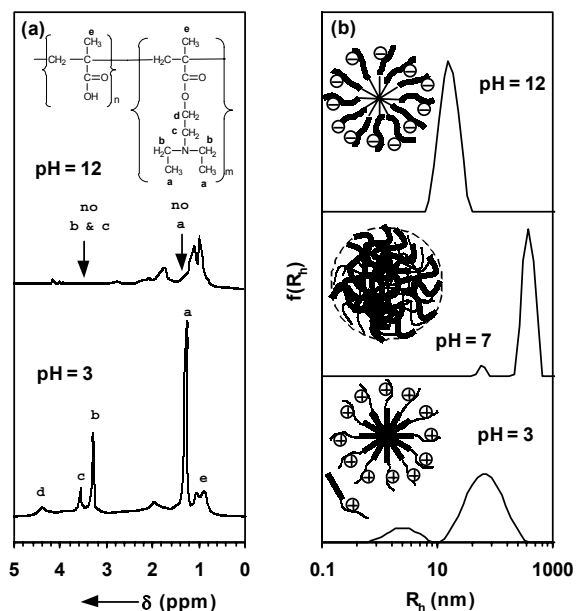 (a)
e
CH3
CH3
e
CH2
C
CH2
C
C
O
C
O
OH
n
O
d
CH2
c
CH2
b
b
H2C
N
CH2
CH3
CH3
a
a
m
pH = 12
no
b & c
no
a
a
pH = 3
b
c
d
e
5 4 3 2 1 0
δ (ppm)
(b)
pH = 12
f(Rh)
pH = 7
pH = 3
0.1 10 1000
Rh (nm)